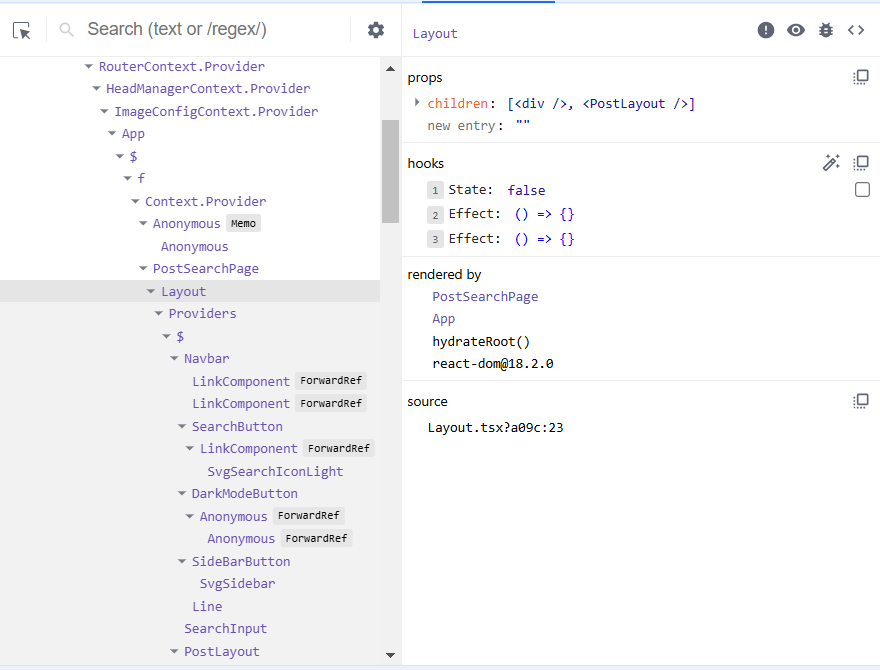 Search (text or /regex/)
RouterContext.Provider
HeadManagerContext.Provider
ImageConfigContext.Provider
App
$
f
Context.Provider
Anonymous Memo
Anonymous
PostSearchPage
Layout
Providers
$
Navbar
LinkComponent ForwardRef
LinkComponent ForwardRef
SearchButton
LinkComponent ForwardRef
SvgSearchIconLight
DarkModeButton
Anonymous ForwardRef
Anonymous ForwardRef
SideBarButton
SvgSidebar
Line
SearchInput
PostLayout
Layout
props
children: [<div />, <PostLayout />]
new entry: ""
hooks
1 State: false
2 Effect: () => {}
3 Effect: () => {}
rendered by
PostSearchPage
App
hydrateRoot()
react-dom@18.2.0
source
Layout.tsx?a09c:23